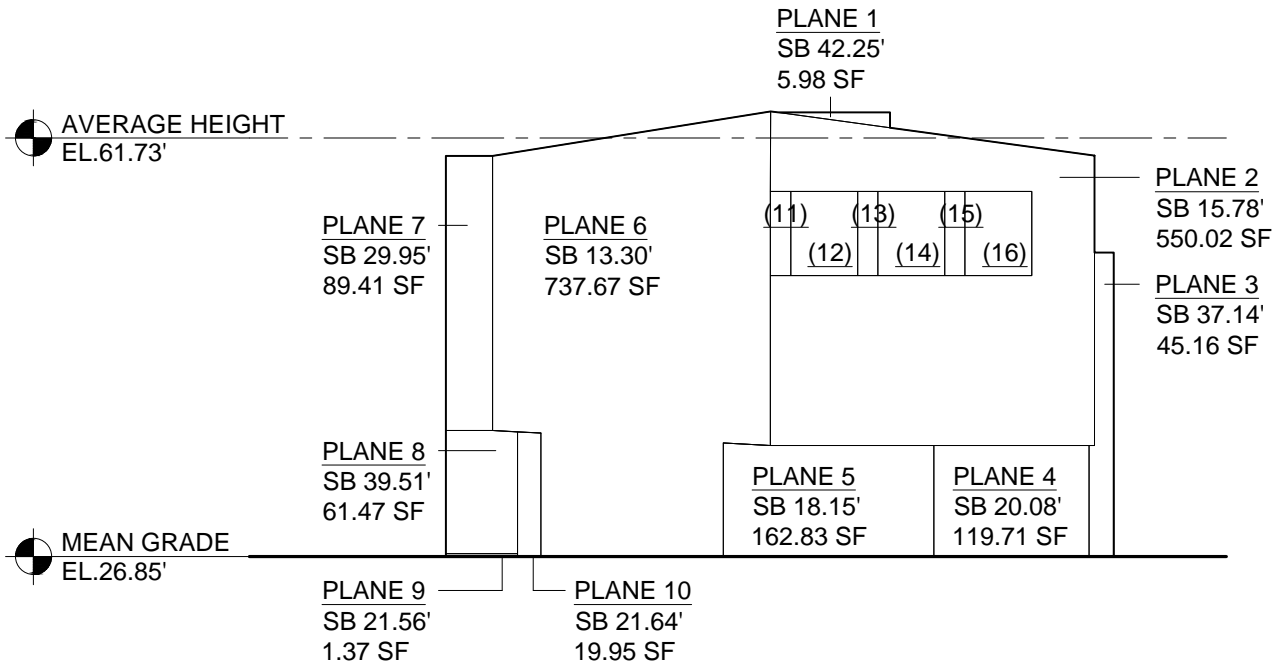 PLANE 1
SB 42.25'
5.98 SF
AVERAGE HEIGHT
EL.61.73'
PLANE 2
SB 15.78'
550.02 SF
PLANE 7
SB 29.95'
89.41 SF
PLANE 6
SB 13.30'
737.67 SF
(11) (13) (15)
(12) (14) (16)
PLANE 3
SB 37.14'
45.16 SF
PLANE 8
SB 39.51'
61.47 SF
PLANE 5
SB 18.15'
162.83 SF
PLANE 4
SB 20.08'
119.71 SF
MEAN GRADE
EL.26.85'
PLANE 9
SB 21.56'
1.37 SF
PLANE 10
SB 21.64'
19.95 SF